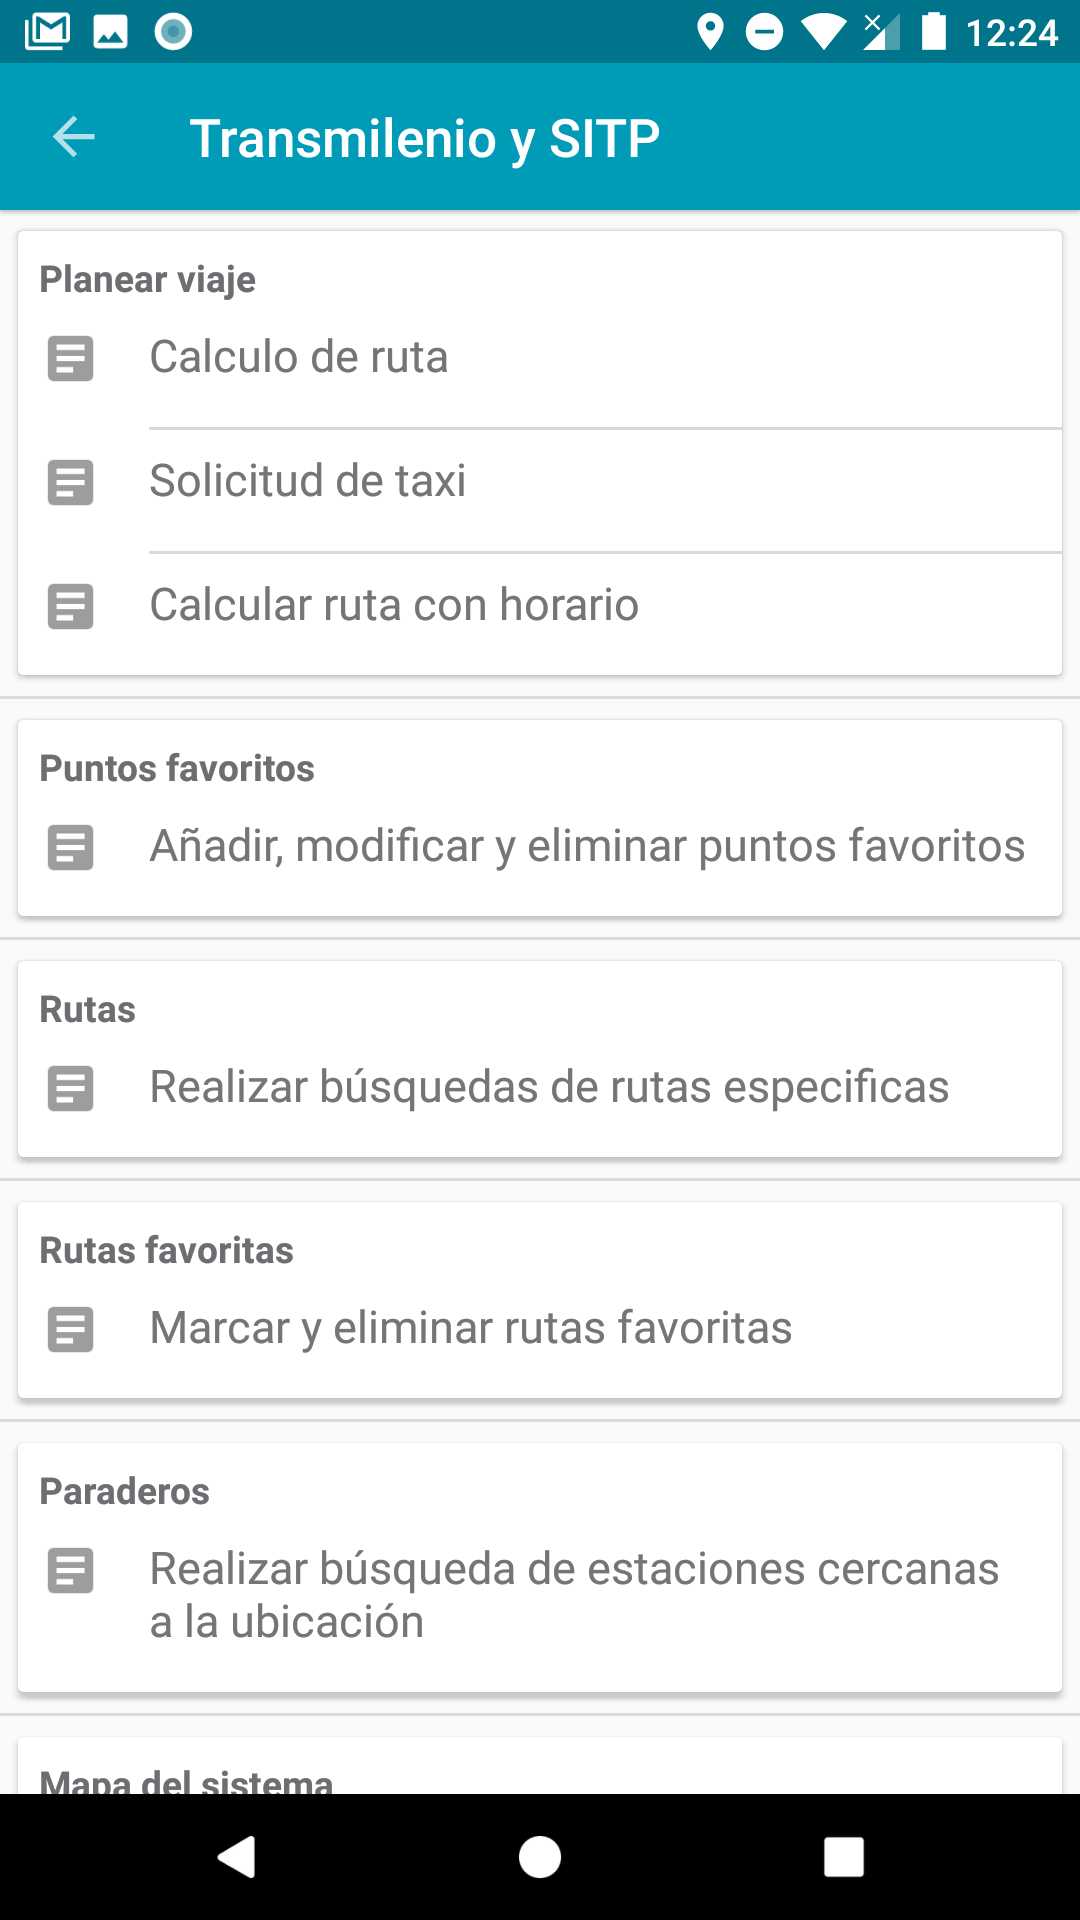 12:24
Transmilenio y SITP
Planear viaje
Calculo de ruta
Solicitud de taxi
Calcular ruta con horario
Puntos favoritos
Añadir, modificar y eliminar puntos favoritos
Rutas
Realizar búsquedas de rutas especificas
Rutas favoritas
Marcar y eliminar rutas favoritas
Paraderos
Realizar búsqueda de estaciones cercanas
a la ubicación
Mapa del sistema